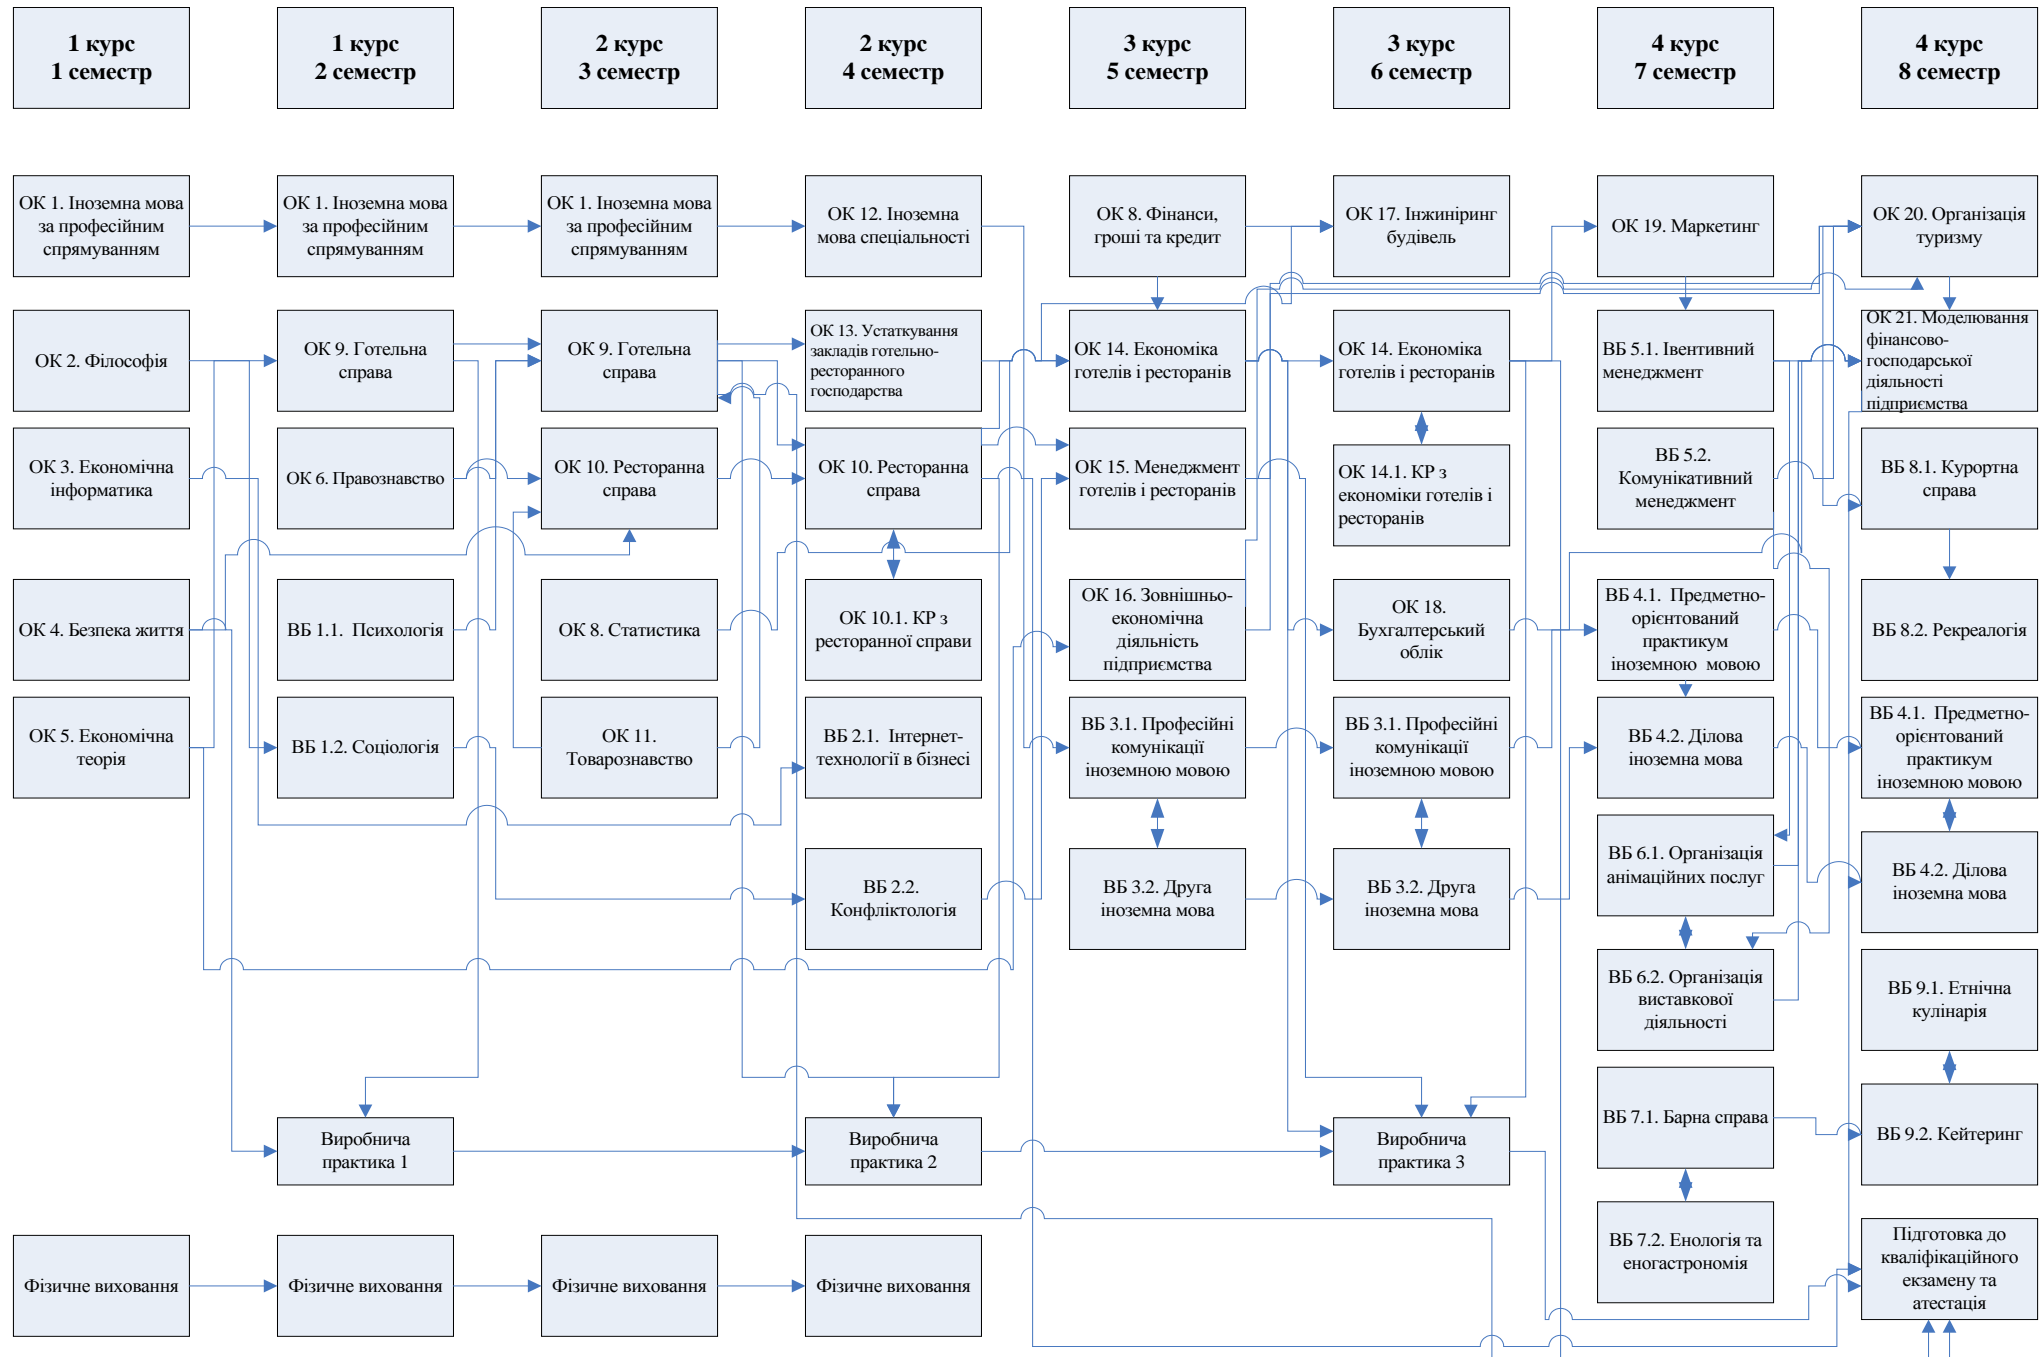 1 курс
1 семестр
1 курс
2 семестр
2 курс
3 семестр
2 курс
4 семестр
3 курс
5 семестр
3 курс
6 семестр
4 курс
7 семестр
4 курс
8 семестр
ОК 1. Іноземна мова
за професійним
спрямуванням
ОК 1. Іноземна мова
за професійним
спрямуванням
ОК 1. Іноземна мова
за професійним
спрямуванням
ОК 12. Іноземна
мова спеціальності
ОК 8. Фінанси,
гроші та кредит
ОК 17. Інжиніринг
будівель
ОК 19. Маркетинг
ОК 20. Організація
туризму
ОК 2. Філософія
ОК 9. Готельна
справа
ОК 9. Готельна
справа
ОК 13. Устаткування
закладів готельно-
ресторанного
господарства
ОК 14. Економіка
готелів і ресторанів
ОК 14. Економіка
готелів і ресторанів
ВБ 5.1. Івентивний
менеджмент
ОК 21. Моделювання
фінансово-
господарської
діяльності
підприємства
ОК 3. Економічна
інформатика
ОК 6. Правознавство
ОК 10. Ресторанна
справа
ОК 10. Ресторанна
справа
ОК 15. Менеджмент
готелів і ресторанів
ОК 14.1. КР з
економіки готелів і
ресторанів
ВБ 5.2.
Комунікативний
менеджмент
ВБ 8.1. Курортна
справа
ОК 4. Безпека життя
ВБ 1.1. Психологія
ОК 8. Статистика
ОК 10.1. КР з
ресторанної справи
ОК 16. Зовнішньо-
економічна
діяльність
підприємства
ОК 18.
Бухгалтерський
облік
ВБ 4.1. Предметно-
орієнтований
практикум
іноземною мовою
ВБ 8.2. Рекреалогія
ОК 5. Економічна
теорія
ВБ 1.2. Соціологія
ОК 11.
Товарознавство
ВБ 2.1. Інтернет-
технології в бізнесі
ВБ 3.1. Професійні
комунікації
іноземною мовою
ВБ 3.1. Професійні
комунікації
іноземною мовою
ВБ 4.2. Ділова
іноземна мова
ВБ 4.1. Предметно-
орієнтований
практикум
іноземною мовою
ВБ 2.2.
Конфліктологія
ВБ 3.2. Друга
іноземна мова
ВБ 3.2. Друга
іноземна мова
ВБ 6.1. Організація
анімаційних послуг
ВБ 4.2. Ділова
іноземна мова
ВБ 6.2. Організація
виставкової
діяльності
ВБ 9.1. Етнічна
кулінарія
Виробнича
практика 1
Виробнича
практика 2
Виробнича
практика 3
ВБ 7.1. Барна справа
ВБ 9.2. Кейтеринг
Фізичне виховання
Фізичне виховання
Фізичне виховання
Фізичне виховання
ВБ 7.2. Енологія та
еногастрономія
Підготовка до
кваліфікаційного
екзамену та
атестація